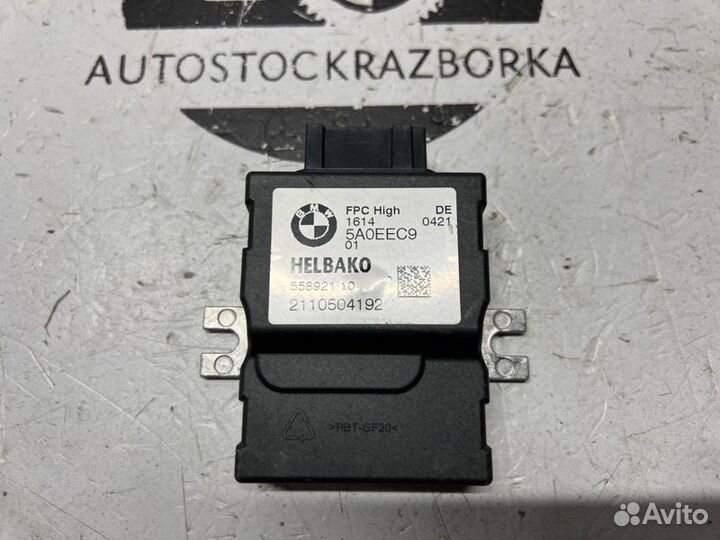 AUTOSTOCKRAZBORKA
BMW
FPC High DE
1614 0421
5A0EEC9
01
HELBAKO
558921 10
2110504192
>PBT-GF20<
Avito